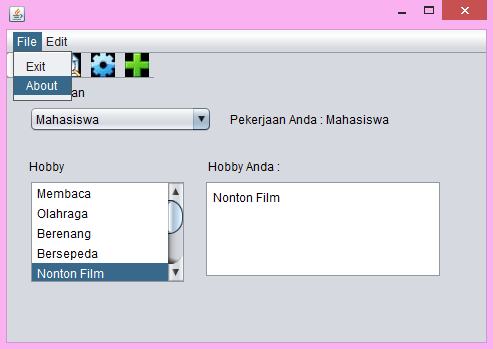 File Edit
Exit
About
an
Mahasiswa Pekerjaan Anda : Mahasiswa
Hobby Hobby Anda :
Membaca Nonton Film
Olahraga
Berenang
Bersepeda
Nonton Film